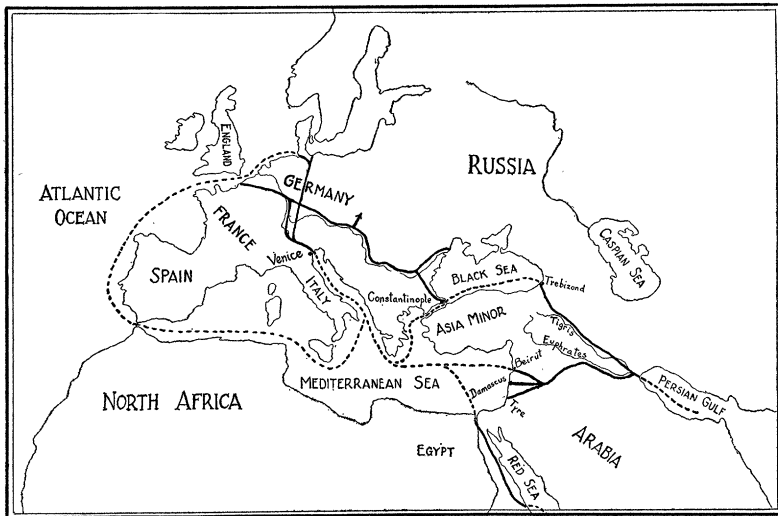 ENGLAND
RUSSIA
ATLANTIC
OCEAN
GERMANY
FRANCE
CASPIAN SEA
Venice
BLACK SEA
SPAIN
ITALY
Trebizond
Constantinople
ASIA MINOR
Tigris
Euphrates
Beirut
MEDITERRANEAN SEA
Damascus
PERSIAN GULF
NORTH AFRICA
Tyre
ARABIA
EGYPT
RED SEA